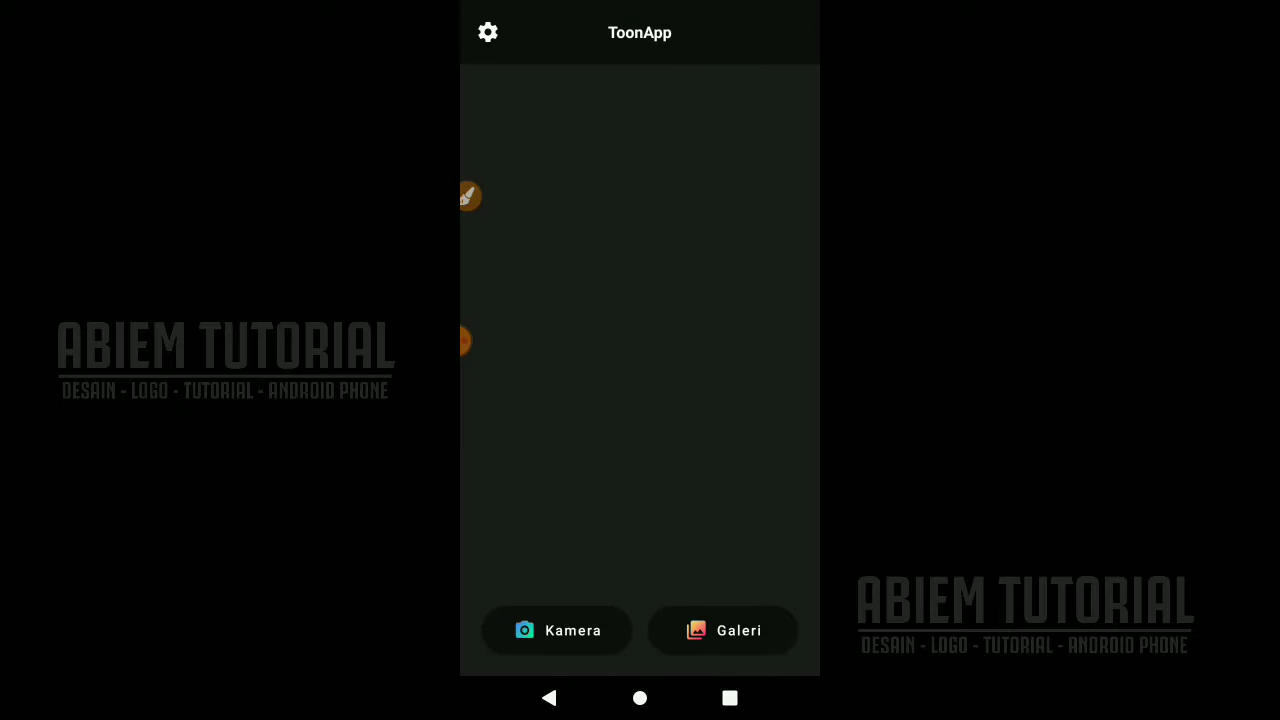 ToonApp
ABIEM TUTORIAL
DESAIN - LOGO - TUTORIAL - ANDROID PHONE
Kamera
Galeri
ABIEM TUTORIAL
DESAIN - LOGO - TUTORIAL - ANDROID PHONE